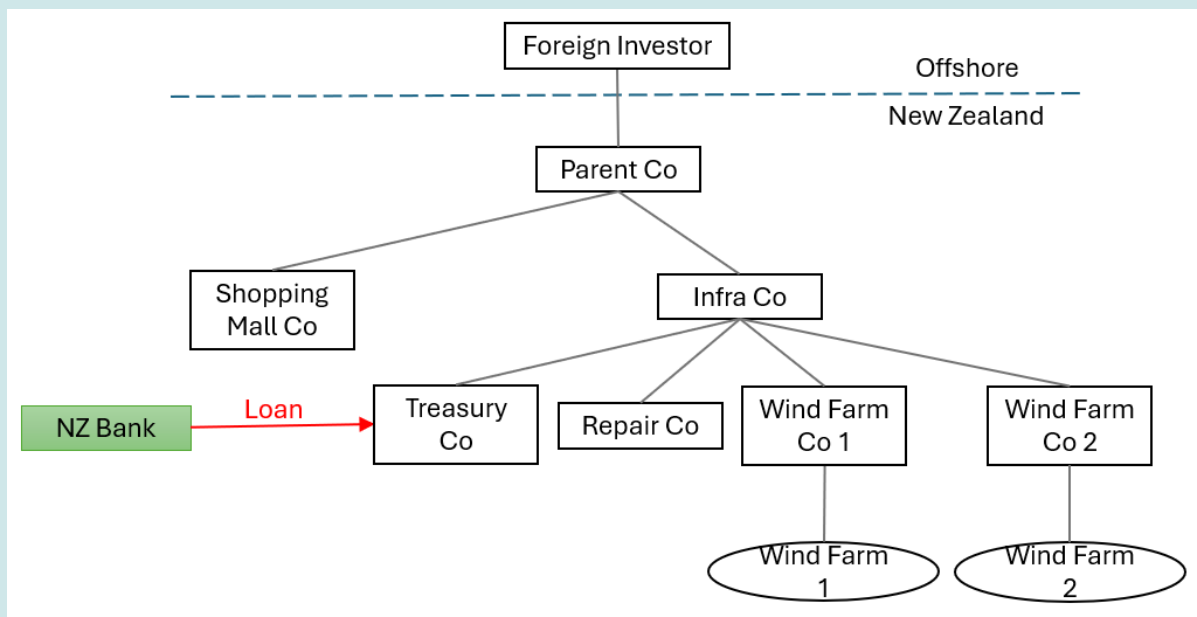 Foreign Investor
Offshore
New Zealand
Parent Co
Shopping
Mall Co
Infra Co
NZ Bank
Loan
Treasury
Co
Repair Co
Wind Farm
Co 1
Wind Farm
Co 2
Wind Farm
1
Wind Farm
2